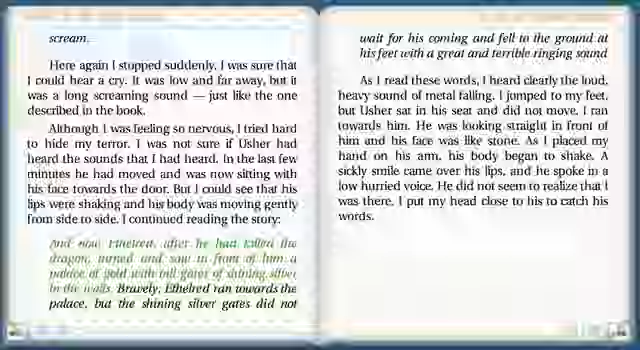 scream.
Here again I stopped suddenly. I was sure that
I could hear a cry. It was low and far away, but it
was a long screaming sound — just like the one
described in the book.
Although I was feeling so nervous, I tried hard
to hide my terror. I was not sure if Usher had
heard the sounds that I had heard. In the last few
minutes he had moved and was now sitting with
his face towards the door. But I could see that his
lips were shaking and his body was moving gently
from side to side. I continued reading the story:
And now Ethelred, after he had killed the
dragon, turned and saw in front of him a
palace of gold with tall gates of shining silver
in the walls. Bravely, Ethelred ran towards the
palace, but the shining silver gates did not
wait for his coming and fell to the ground at
his feet with a great and terrible ringing sound
As I read these words, I heard clearly the loud,
heavy sound of metal falling. I jumped to my feet,
but Usher sat in his seat and did not move. I ran
towards him. He was looking straight in front of
him and his face was like stone. As I placed my
hand on his arm, his body began to shake. A
sickly smile came over his lips, and he spoke in a
low hurried voice. He did not seem to realize that I
was there. I put my head close to his to catch his
words.